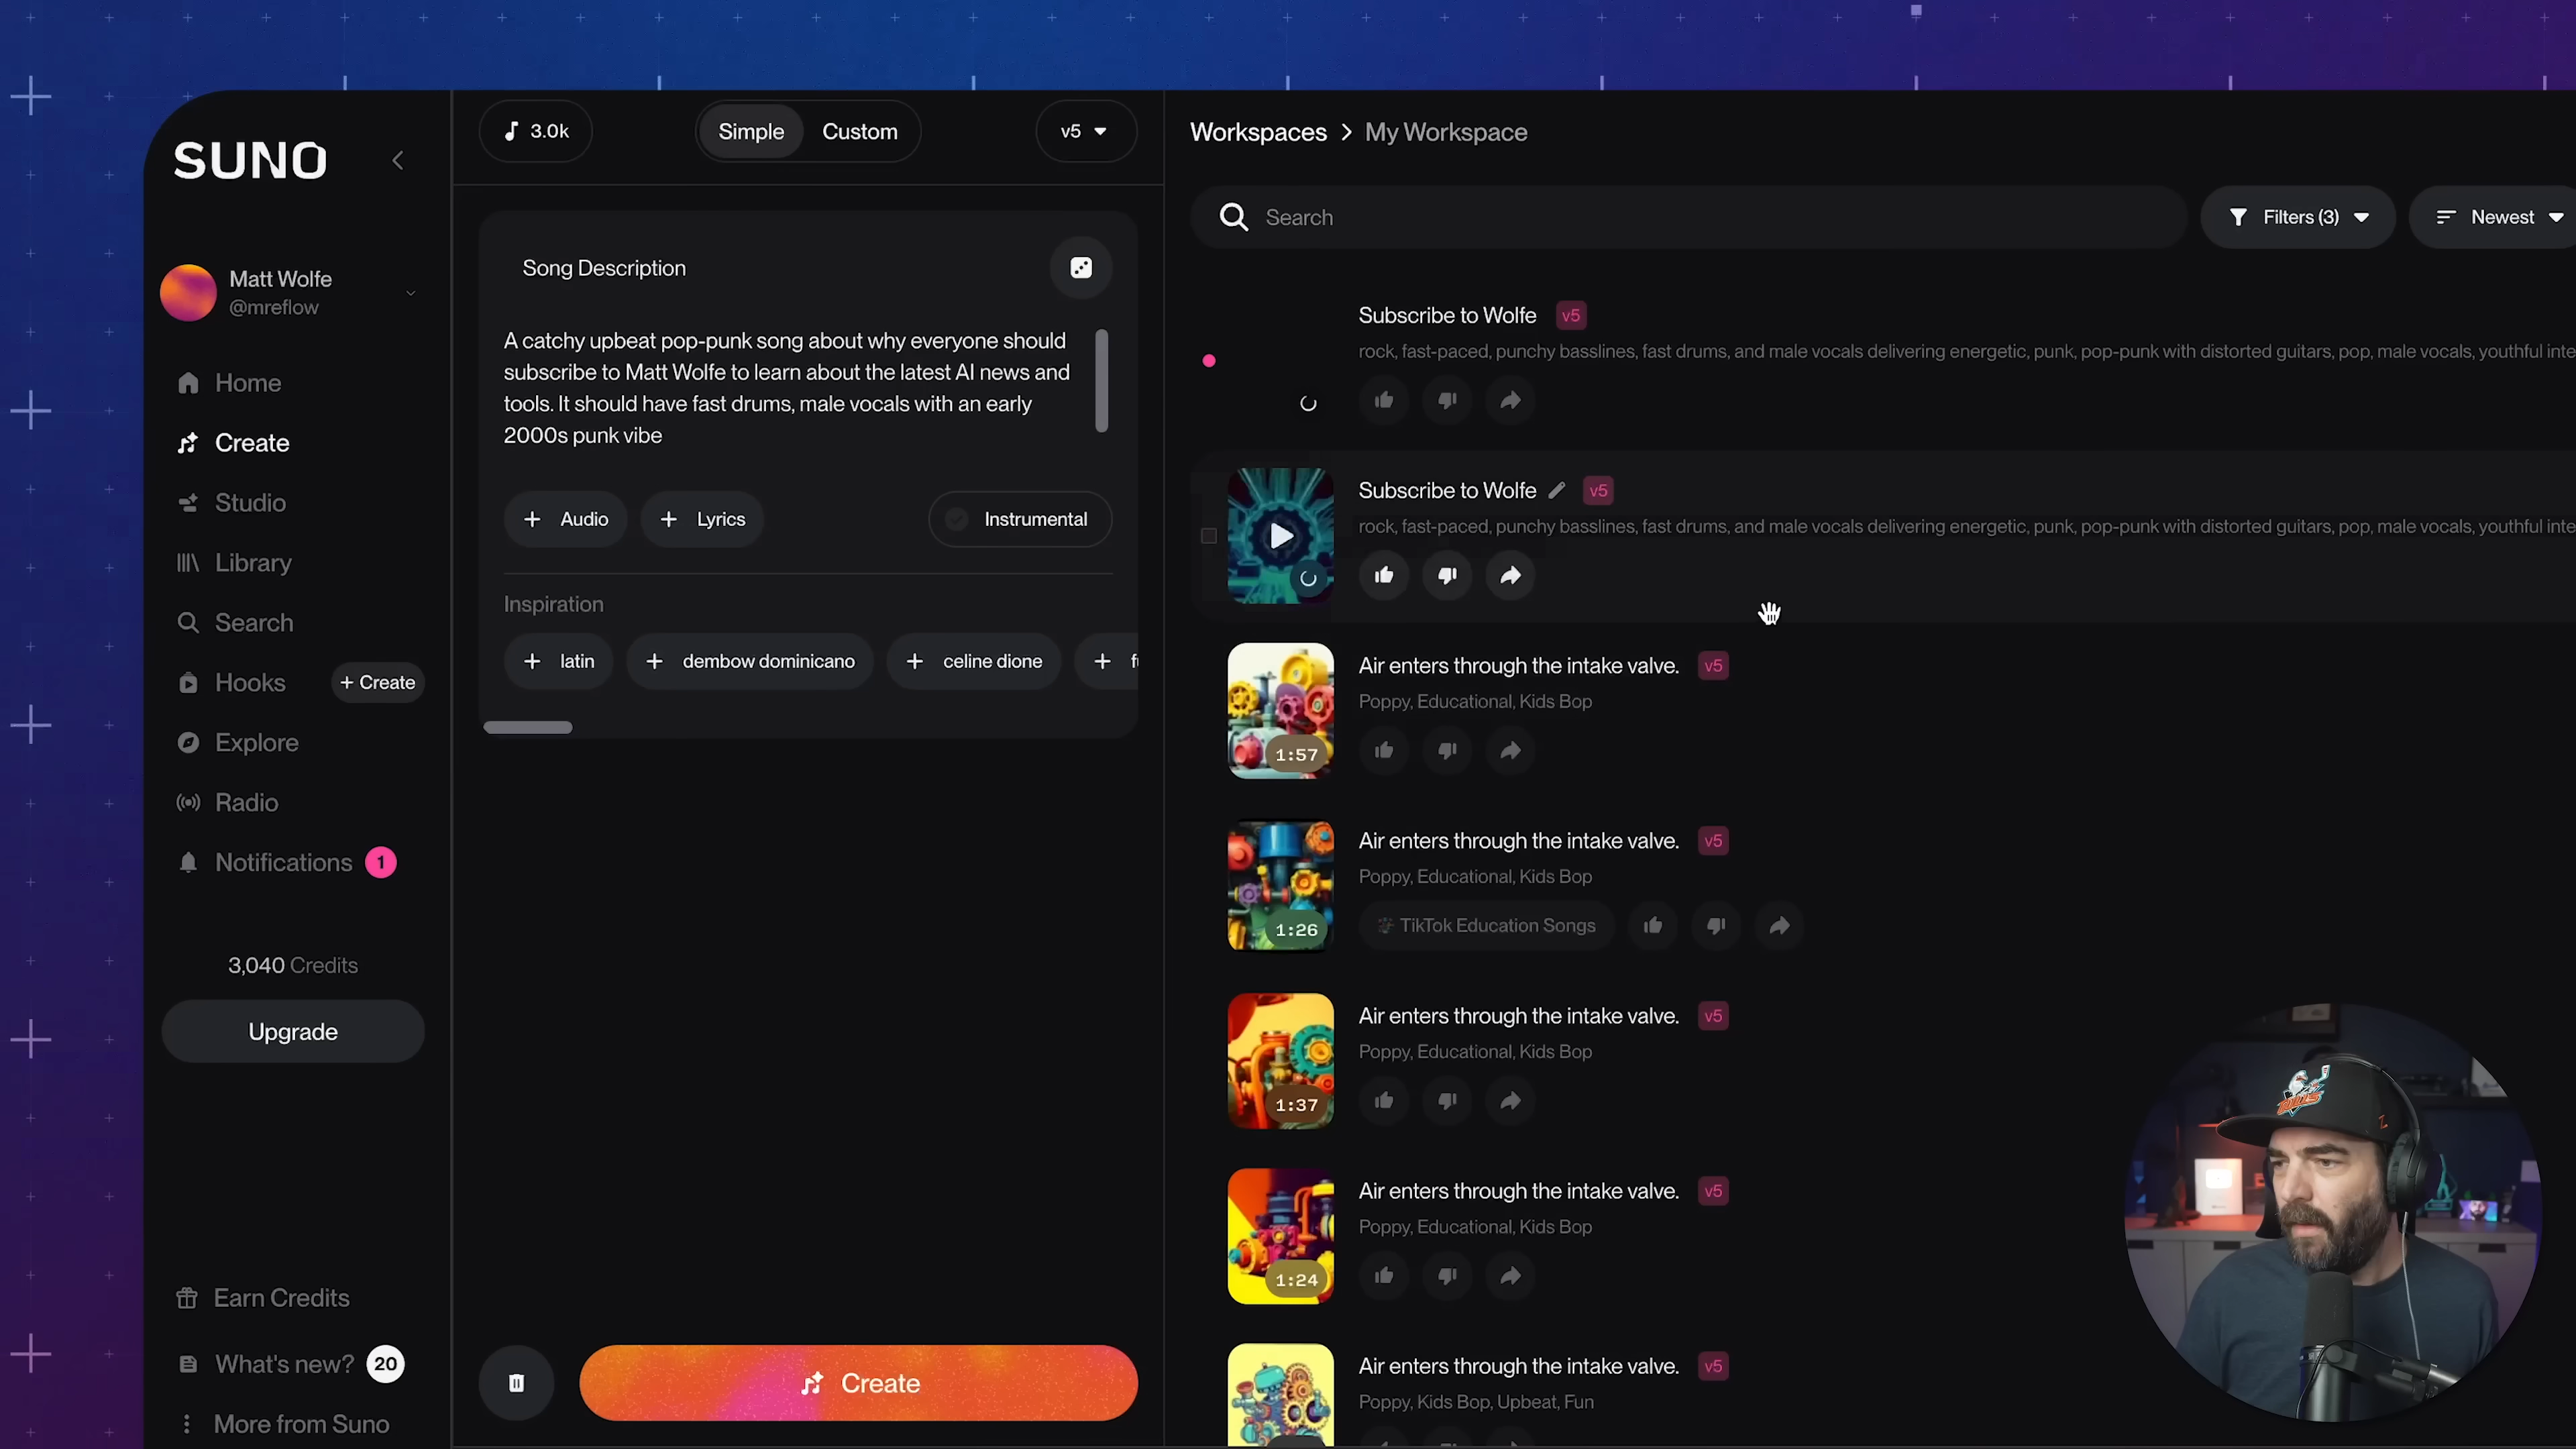 SUNO
Matt Wolfe
@mreflow
Home
Create
Studio
Library
Search
Hooks
+ Create
Explore
Radio
Notifications 1
3,040 Credits
Upgrade
Earn Credits
What's new? 20
More from Suno
3.0k
Simple Custom
v5
Song Description
A catchy upbeat pop-punk song about why everyone should
subscribe to Matt Wolfe to learn about the latest AI news and
tools. It should have fast drums, male vocals with an early
2000s punk vibe
+ Audio
+ Lyrics
Instrumental
Inspiration
+ latin
+ dembow dominicano
+ celine dione
+
Create
Workspaces > My Workspace
Search
Filters (3)
Newest
Subscribe to Wolfe v5
rock, fast-paced, punchy basslines, fast drums, and male vocals delivering energetic, punk, pop-punk with distorted guitars, pop, male vocals, youthful inte
Subscribe to Wolfe v5
rock, fast-paced, punchy basslines, fast drums, and male vocals delivering energetic, punk, pop-punk with distorted guitars, pop, male vocals, youthful inte
Air enters through the intake valve. v5
Poppy, Educational, Kids Bop
1:57
Air enters through the intake valve. v5
Poppy, Educational, Kids Bop
1:26
TikTok Education Songs
Air enters through the intake valve. v5
Poppy, Educational, Kids Bop
1:37
Air enters through the intake valve. v5
Poppy, Educational, Kids Bop
1:24
Air enters through the intake valve. v5
Poppy, Kids Bop, Upbeat, Fun